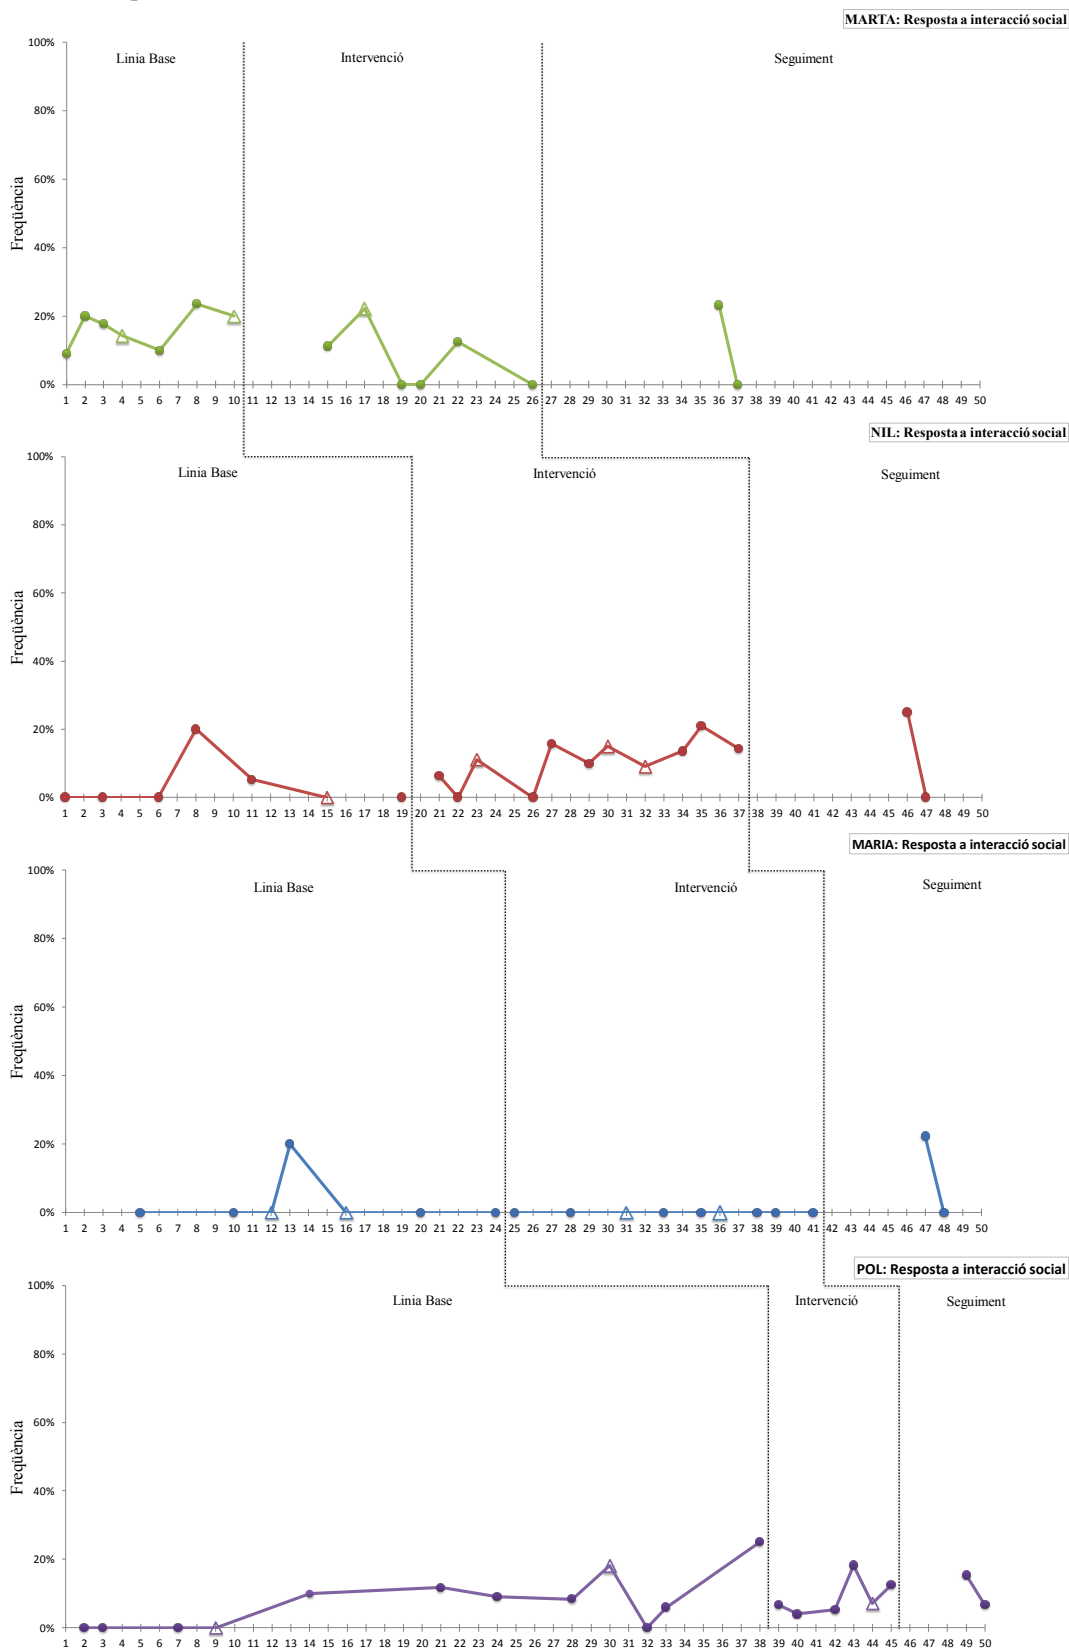 MARTA: Resposta a interacció social
100%
Linia Base Intervenció Seguiment
80%
60%
Freqüència
40%
20%
0%
1 2 3 4 5 6 7 8 9 10 11 12 13 14 15 16 17 18 19 20 21 22 23 24 25 26 27 28 29 30 31 32 33 34 35 36 37 38 39 40 41 42 43 44 45 46 47 48 49 50
NIL: Resposta a interacció social
100%
Linia Base Intervenció Seguiment
80%
60%
Freqüència
40%
20%
0%
1 2 3 4 5 6 7 8 9 10 11 12 13 14 15 16 17 18 19 20 21 22 23 24 25 26 27 28 29 30 31 32 33 34 35 36 37 38 39 40 41 42 43 44 45 46 47 48 49 50
MARIA: Resposta a interacció social
100%
Linia Base Intervenció Seguiment
80%
60%
Freqüència
40%
20%
0%
1 2 3 4 5 6 7 8 9 10 11 12 13 14 15 16 17 18 19 20 21 22 23 24 25 26 27 28 29 30 31 32 33 34 35 36 37 38 39 40 41 42 43 44 45 46 47 48 49 50
POL: Resposta a interacció social
100%
Linia Base Intervenció Seguiment
80%
60%
Freqüència
40%
20%
0%
1 2 3 4 5 6 7 8 9 10 11 12 13 14 15 16 17 18 19 20 21 22 23 24 25 26 27 28 29 30 31 32 33 34 35 36 37 38 39 40 41 42 43 44 45 46 47 48 49 50